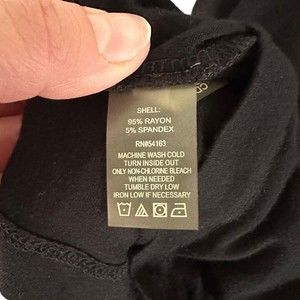 SHELL:
95% RAYON
5% SPANDEX
RN#54163
MACHINE WASH COLD
TURN INSIDE OUT
ONLY NON-CHLORINE BLEACH
WHEN NEEDED
TUMBLE DRY LOW
IRON LOW IF NECESSARY